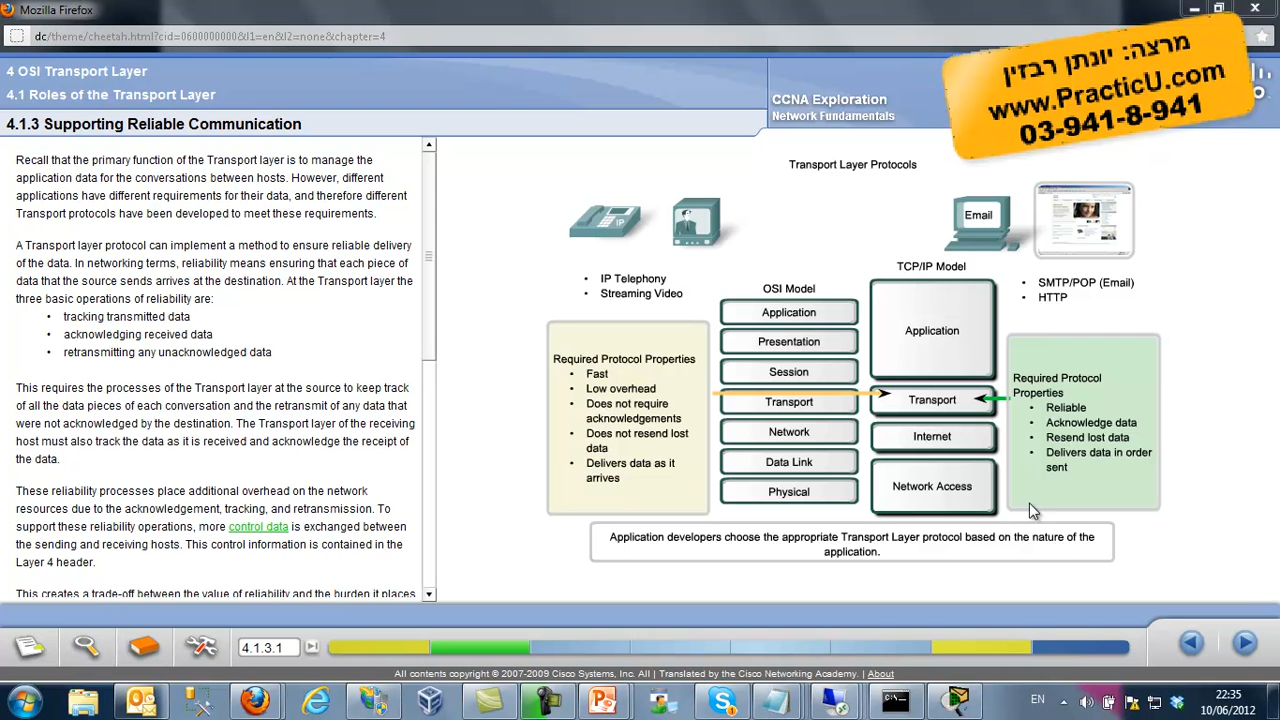 Mozilla Firefox
dc/theme/cheetah.html?cid=0600000000&l1=en&l2=none&chapter=4
4 OSI Transport Layer
4.1 Roles of the Transport Layer
4.1.3 Supporting Reliable Communication
CCNA Exploration
Network Fundamentals
מרצה: יונתן רבזין
www.PracticU.com
03-941-8-941
Recall that the primary function of the Transport layer is to manage the
application data for the conversations between hosts. However, different
applications have different requirements for their data, and therefore different
Transport protocols have been developed to meet these requirements.
A Transport layer protocol can implement a method to ensure reliable delivery
of the data. In networking terms, reliability means ensuring that each piece of
data that the source sends arrives at the destination. At the Transport layer the
three basic operations of reliability are:
• tracking transmitted data
• acknowledging received data
• retransmitting any unacknowledged data
This requires the processes of the Transport layer at the source to keep track
of all the data pieces of each conversation and the retransmit of any data that
were not acknowledged by the destination. The Transport layer of the receiving
host must also track the data as it is received and acknowledge the receipt of
the data.
These reliability processes place additional overhead on the network
resources due to the acknowledgement, tracking, and retransmission. To
support these reliability operations, more control data is exchanged between
the sending and receiving hosts. This control information is contained in the
Layer 4 header.
This creates a trade-off between the value of reliability and the burden it places
Transport Layer Protocols
IP
Email
• IP Telephony
• Streaming Video
OSI Model
TCP/IP Model
• SMTP/POP (Email)
• HTTP
Required Protocol Properties
• Fast
• Low overhead
• Does not require
acknowledgements
• Does not resend lost
data
• Delivers data as it
arrives
Application
Presentation
Session
Transport
Network
Data Link
Physical
Application
Transport
Internet
Network Access
Required Protocol
Properties
• Reliable
• Acknowledge data
• Resend lost data
• Delivers data in order
sent
Application developers choose the appropriate Transport Layer protocol based on the nature of the
application.
4.1.3.1
All contents copyright © 2007-2009 Cisco Systems, Inc. All | Translated by the Cisco Networking Academy. | About
EN
22:35
10/06/2012